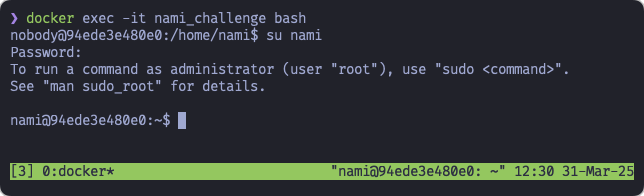 ❯ docker exec -it nami_challenge bash
nobody@94ede3e480e0:/home/nami$ su nami
Password:
To run a command as administrator (user "root"), use "sudo <command>".
See "man sudo_root" for details.
nami@94ede3e480e0:~$
[3] 0:docker* "nami@94ede3e480e0: ~" 12:30 31-Mar-25